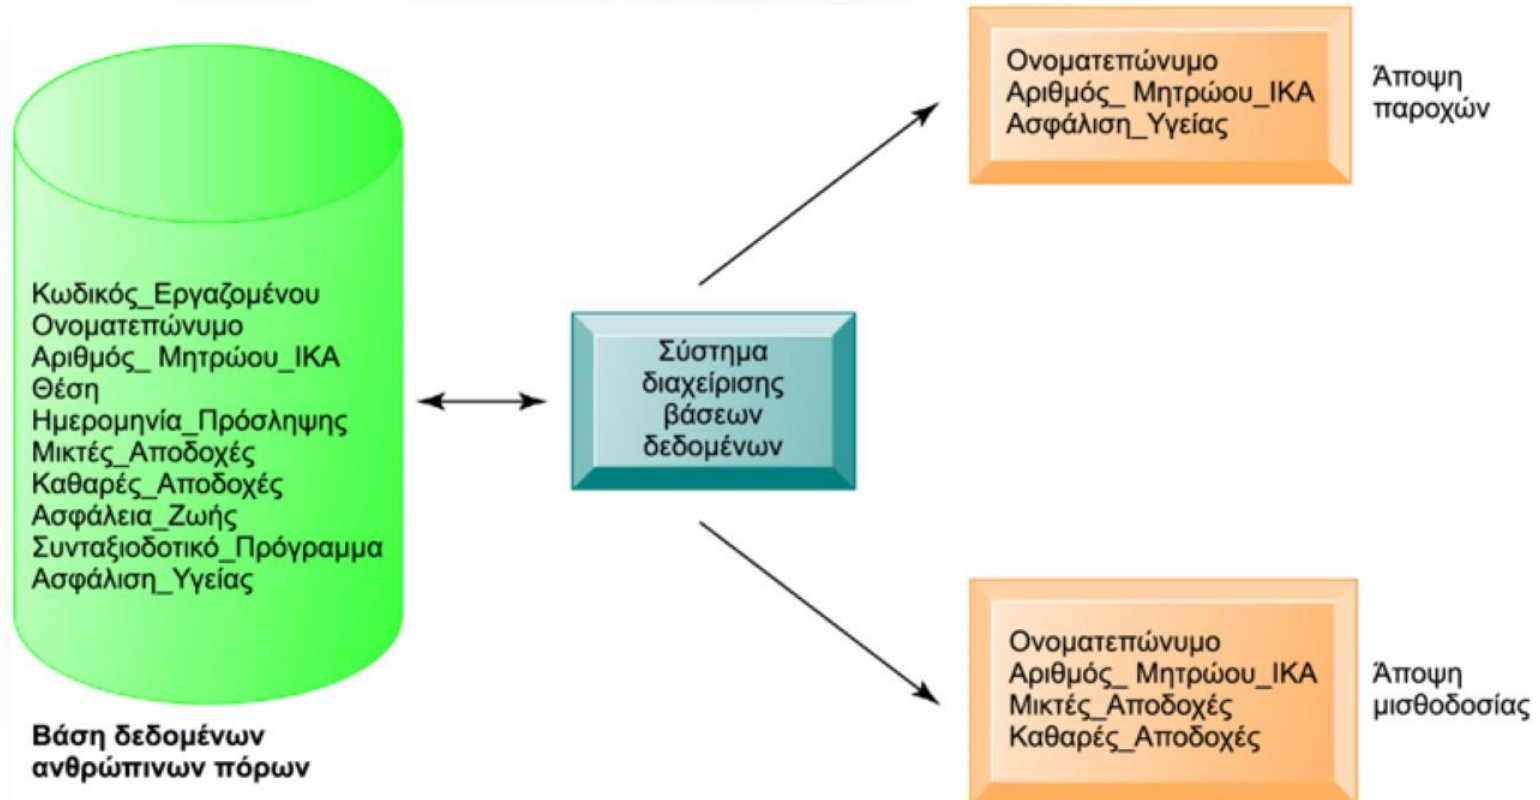 Κωδικός_Εργαζομένου
Ονοματεπώνυμο
Αριθμός_ Μητρώου_ΙΚΑ
Θέση
Ημερομηνία_Πρόσληψης
Μικτές_Αποδοχές
Καθαρές_Αποδοχές
Ασφάλεια_Ζωής
Συνταξιοδοτικό_Πρόγραμμα
Ασφάλιση_Υγείας
Βάση δεδομένων
ανθρώπινων πόρων
Σύστημα
διαχείρισης
βάσεων
δεδομένων
Ονοματεπώνυμο
Αριθμός_ Μητρώου_ΙΚΑ
Ασφάλιση_Υγείας
Άποψη
παροχών
Ονοματεπώνυμο
Αριθμός_ Μητρώου_ΙΚΑ
Μικτές_Αποδοχές
Καθαρές_Αποδοχές
Άποψη
μισθοδοσίας